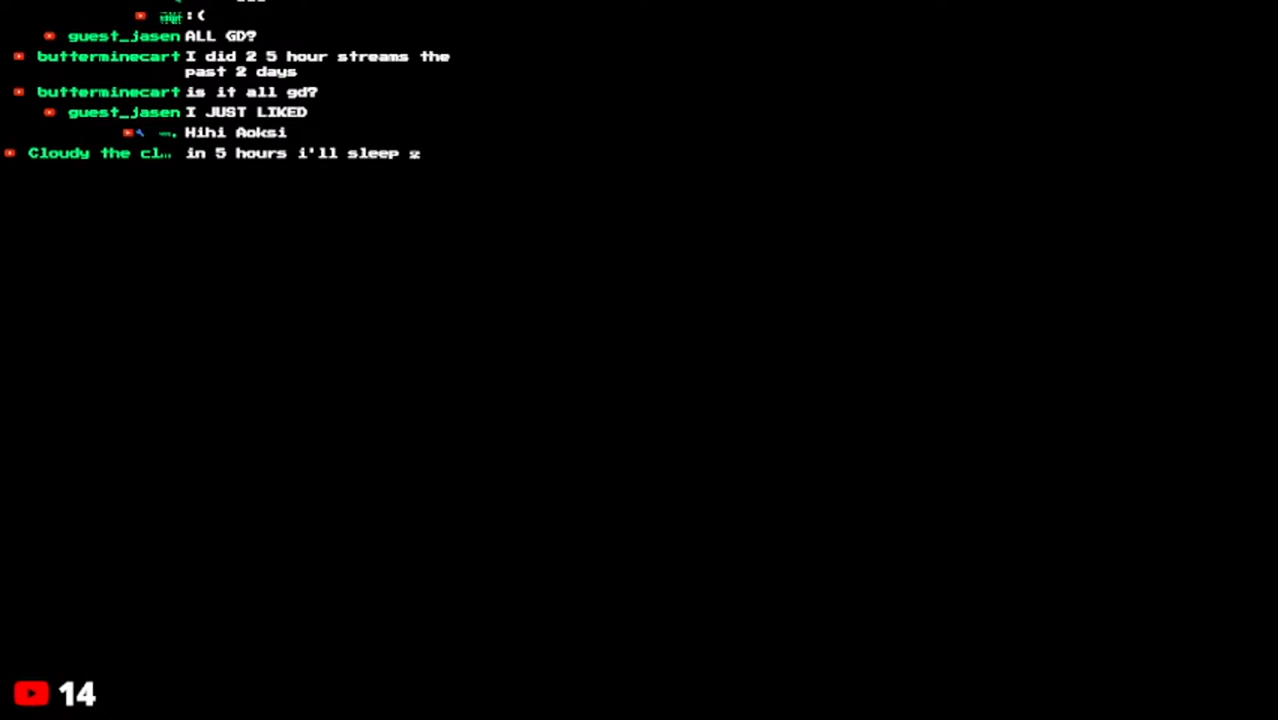 :(
guest_jasen ALL GD?
butterminecart I did 2 5 hour streams the
past 2 days
butterminecart is it all gd?
guest_jasen I JUST LIKED
Hihi Aoksi
Cloudy the cl… in 5 hours i'll sleep
14